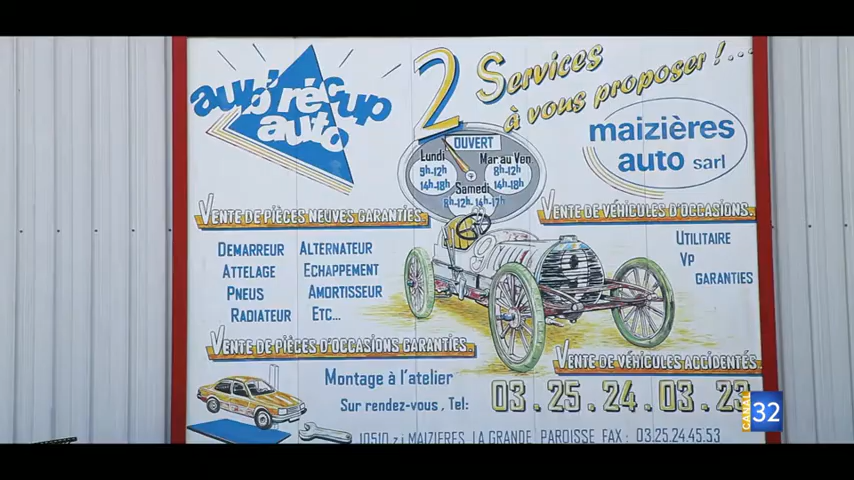 2 Services
à vous proposer !...
aub'récup
auto
maizières
auto sarl
OUVERT
Lundi
9h-12h
14h-18h
Mar au Ven.
8h-12h
14h-18h
Samedi
8h-12h 14h-17h
VENTE DE PIÈCES NEUVES GARANTIES.
DEMARREUR
ATTELAGE
PNEUS
RADIATEUR
ALTERNATEUR
ECHAPPEMENT
AMORTISSEUR
ETC...
VENTE DE VÉHICULES D'OCCASIONS.
UTILITAIRE
VP
GARANTIES
VENTE DE PIÈCES D'OCCASIONS GARANTIES.
VENTE DE VÉHICULES ACCIDENTÉS
Montage à l'atelier
Sur rendez-vous, Tel:
03.25.24.03.23
10510 z i MAIZIERES LA GRANDE PAROISSE FAX : 03.25.24.45.53
CANAL
32